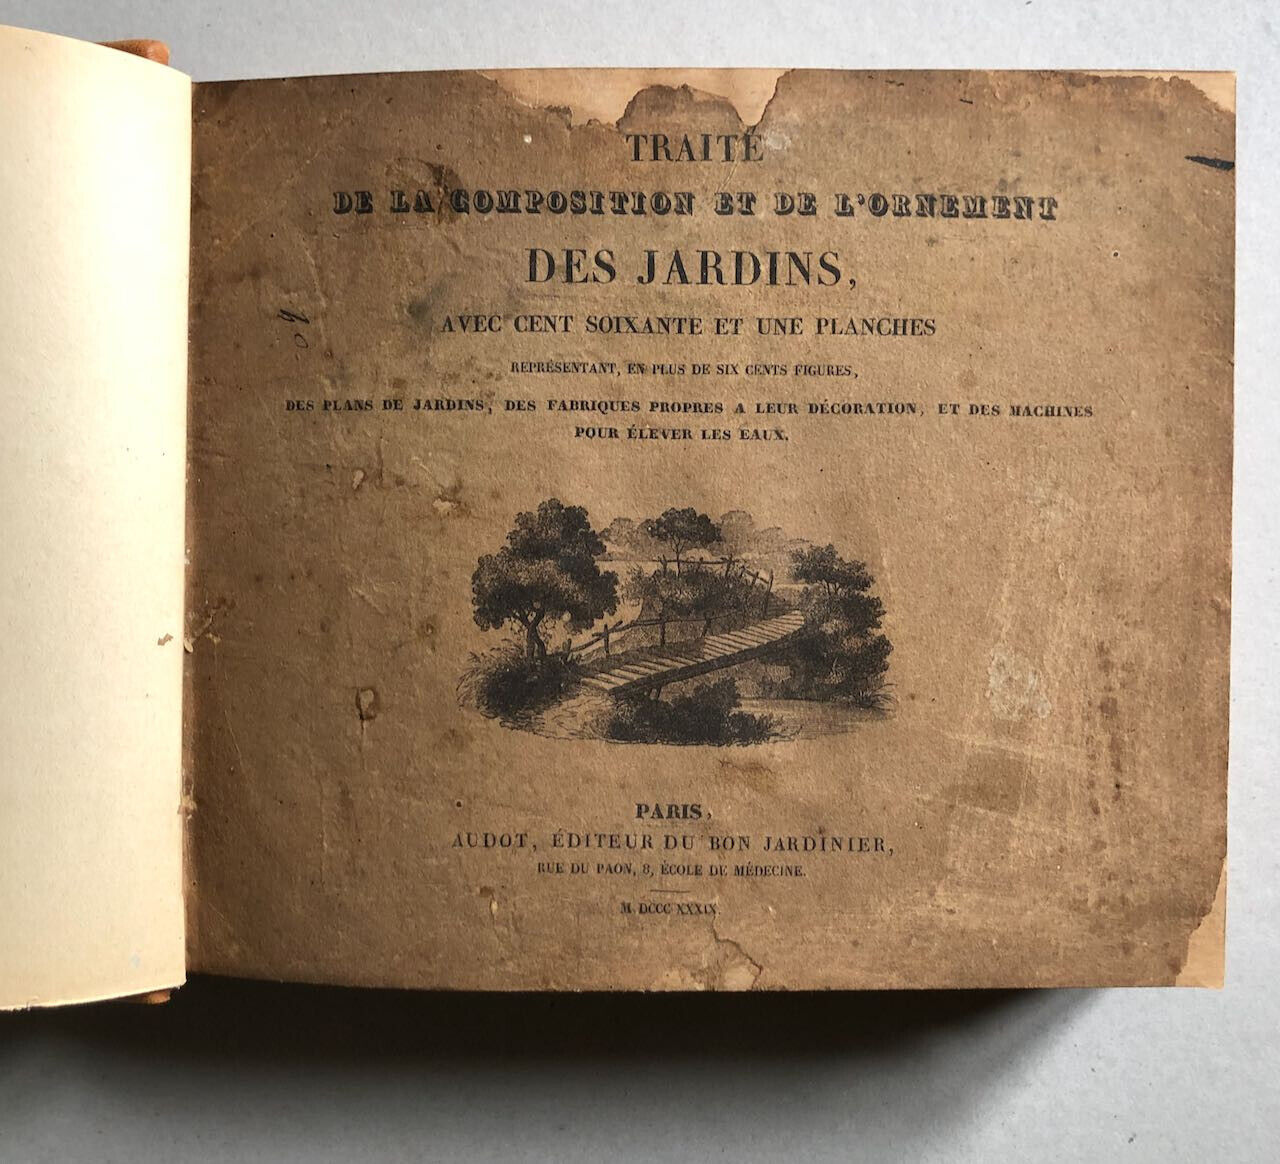 TRAITÉ
DE LA COMPOSITION ET DE L'ORNEMENT
DES JARDINS,
AVEC CENT SOIXANTE ET UNE PLANCHES
REPRÉSENTANT, EN PLUS DE SIX CENTS FIGURES,
DES PLANS DE JARDINS, DES FABRIQUES PROPRES A LEUR DÉCORATION, ET DES MACHINES
POUR ÉLEVER LES EAUX.
PARIS,
AUDOT, ÉDITEUR DU BON JARDINIER,
RUE DU PAON, 8, ÉCOLE DE MÉDECINE.
M DCCC XXXIX.